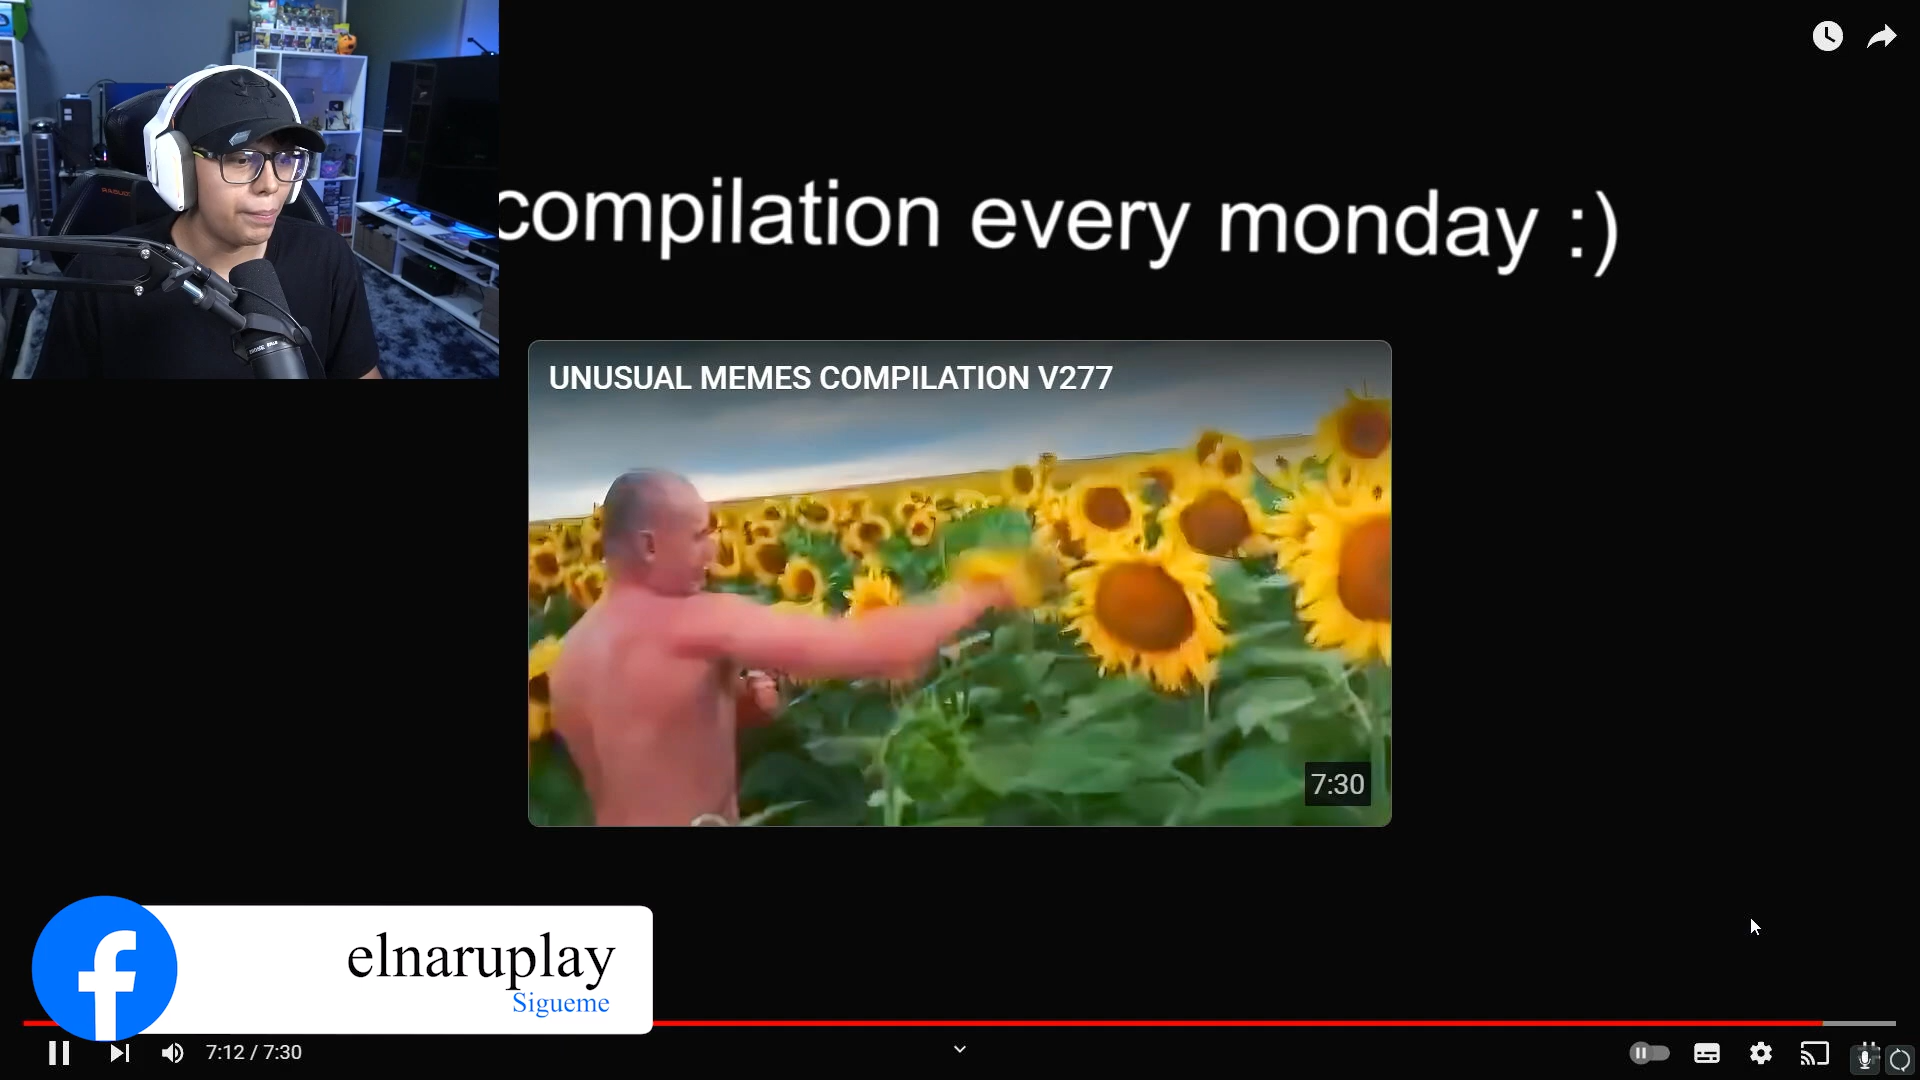 compilation every monday :)
UNUSUAL MEMES COMPILATION V277
7:30
elnaruplay
Sigueme
7:12 / 7:30